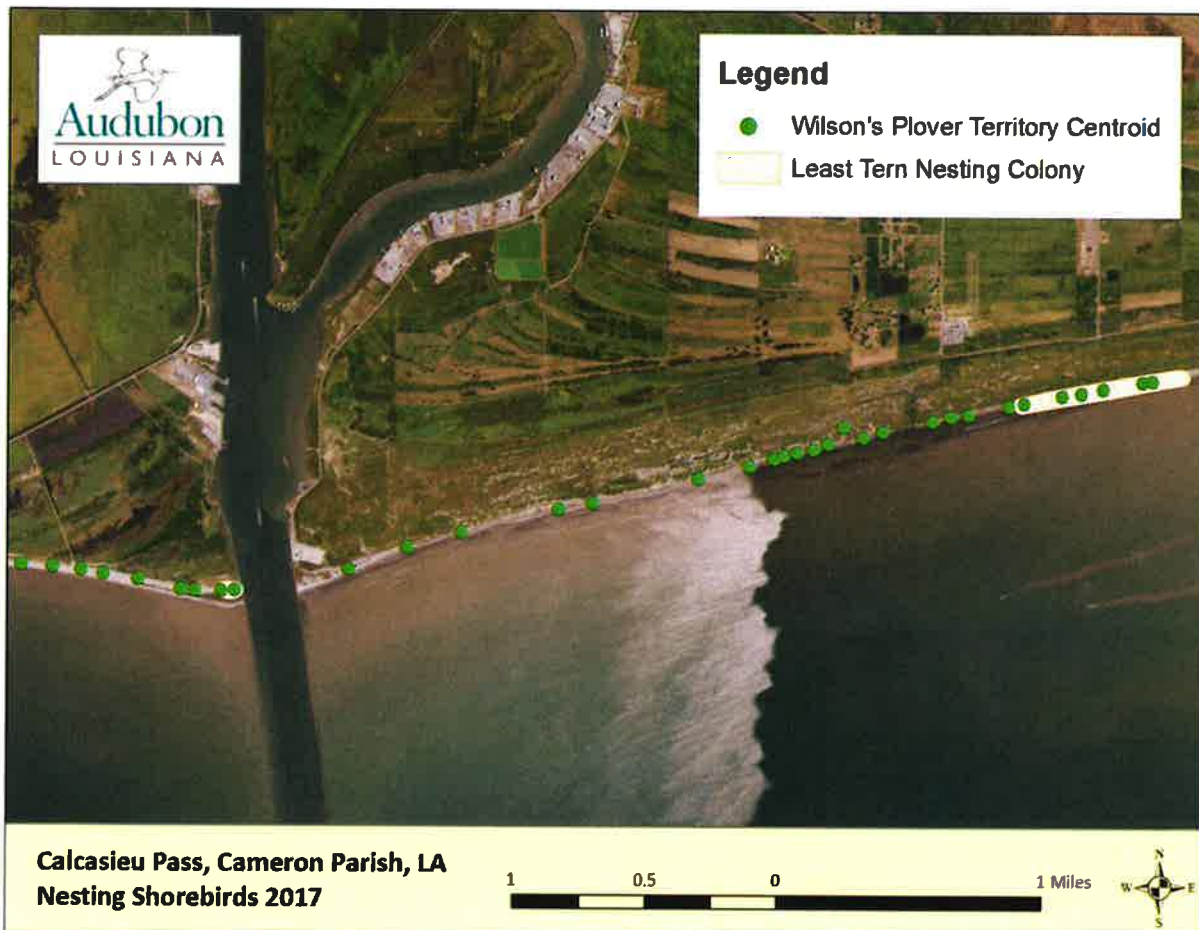 Audubon
LOUISIANA
Legend
Wilson's Plover Territory Centroid
Least Tern Nesting Colony
Calcasieu Pass, Cameron Parish, LA
Nesting Shorebirds 2017
1 0.5 0 1 Miles
N
W E
S